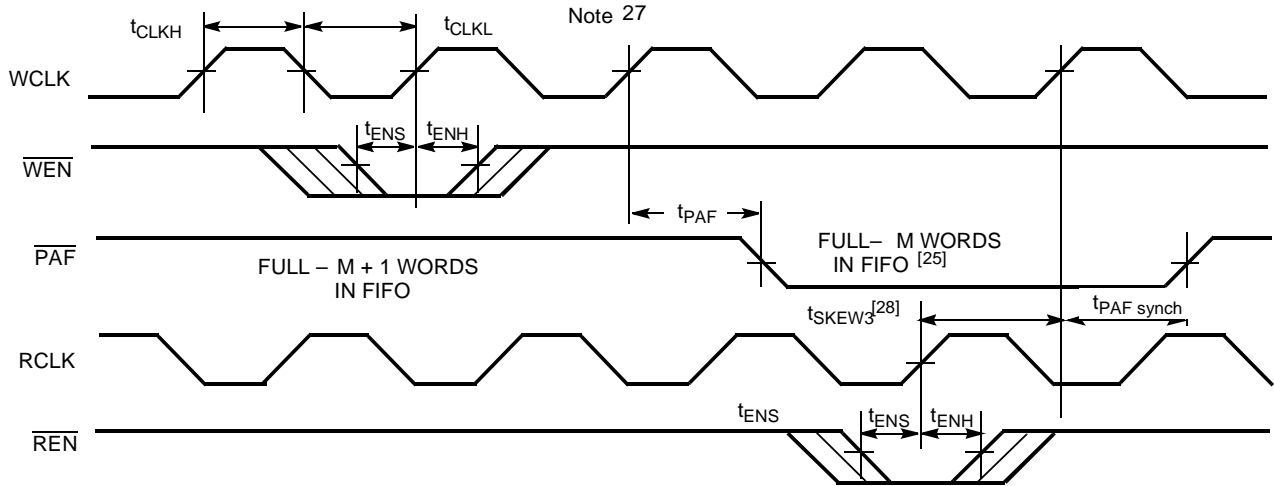 Note 27
tCLKH
tCLKL
WCLK
tENS
tENH
WEN
tPAF
PAF
FULL – M + 1 WORDS
IN FIFO
FULL– M WORDS
IN FIFO [25]
tSKEW3[28]
tPAF synch
RCLK
tENS
tENS
tENH
REN